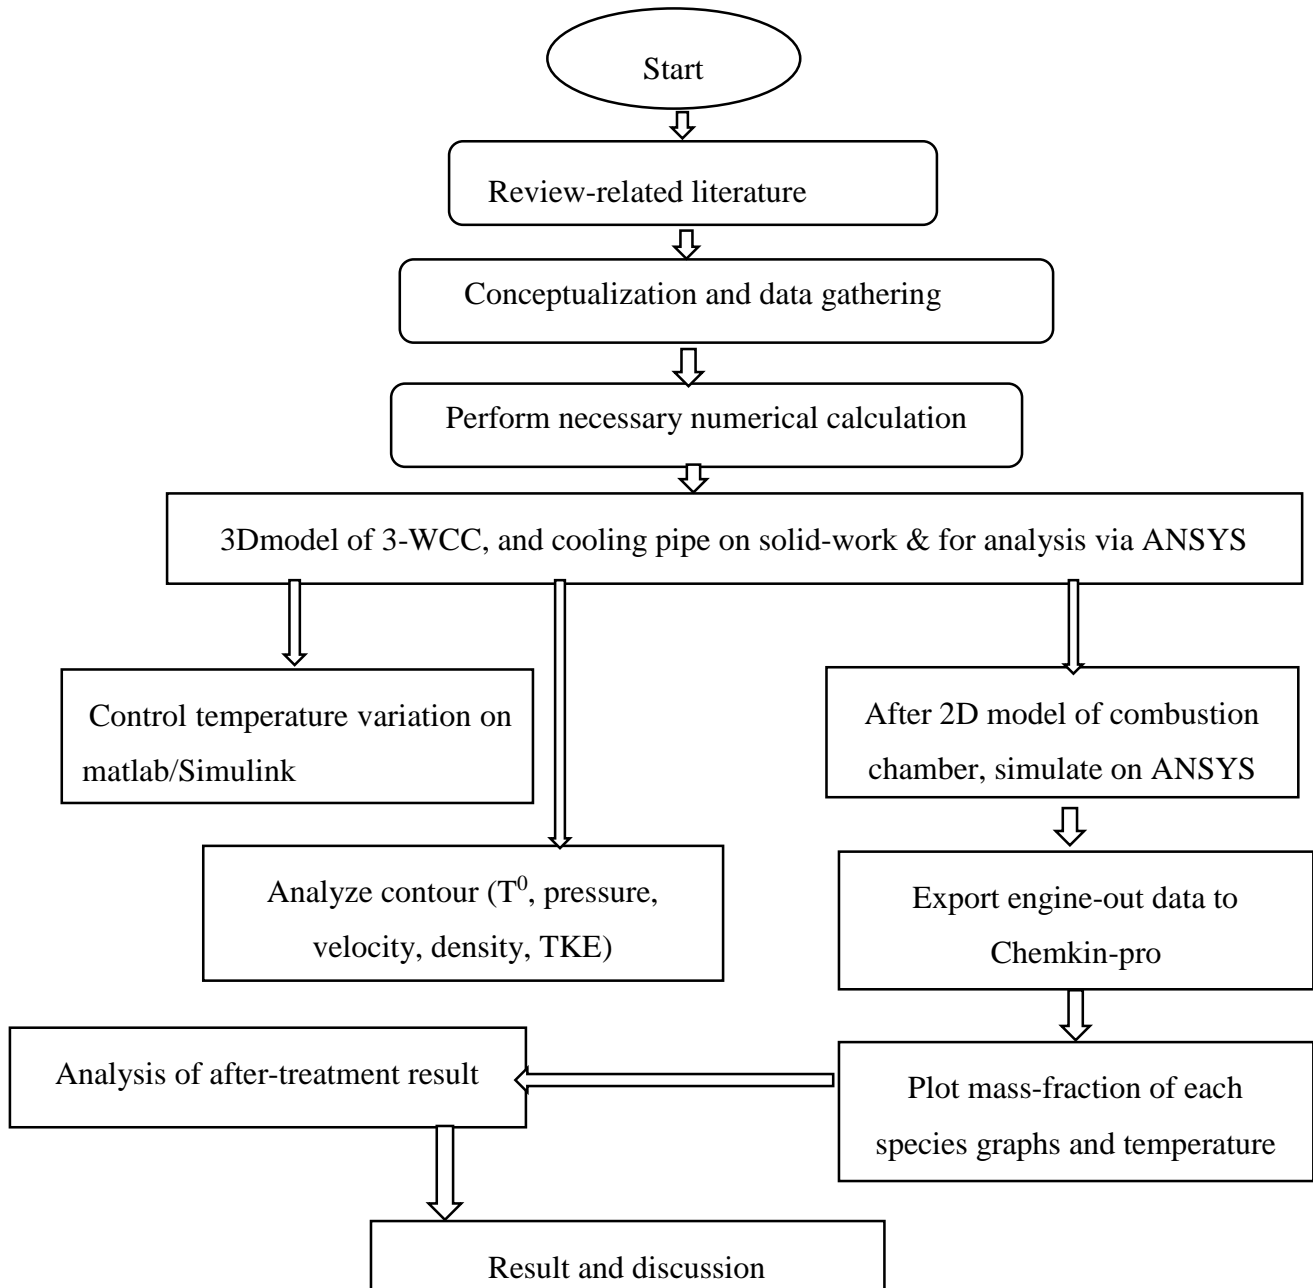 Start
Review-related literature
Conceptualization and data gathering
Perform necessary numerical calculation
3Dmodel of 3-WCC, and cooling pipe on solid-work & for analysis via ANSYS
Control temperature variation on
matlab/Simulink
After 2D model of combustion
chamber, simulate on ANSYS
Analyze contour (T⁰, pressure,
velocity, density, TKE)
Export engine-out data to
Chemkin-pro
Analysis of after-treatment result
Plot mass-fraction of each
species graphs and temperature
Result and discussion